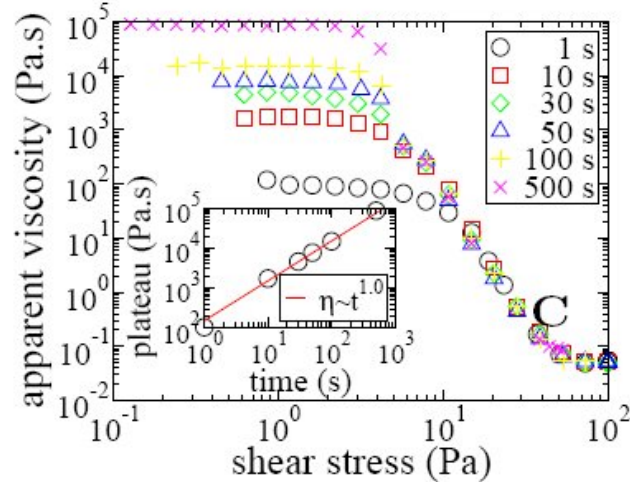 apparent viscosity (Pa.s)
10^5
10^4
10^3
10^2
10^1
10^0
10^-1
10^-2
10^-1
10^0
10^1
10^2
shear stress (Pa)
1 s
10 s
30 s
50 s
100 s
500 s
C
plateau (Pa.s)
10^5
10^4
10^3
10^2
10^0
10^1
10^2
10^3
time (s)
η~t^1.0